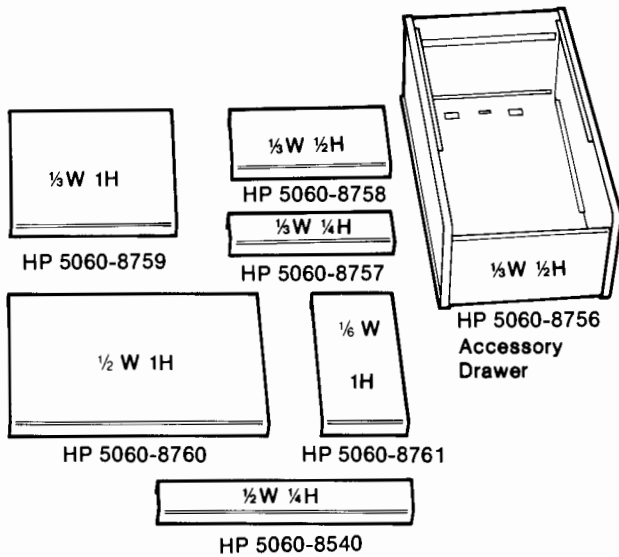 ⅓W 1H
HP 5060-8759
⅓W ½H
HP 5060-8758
⅓W ¼H
HP 5060-8757
⅓W ½H
HP 5060-8756
Accessory
Drawer
½ W 1H
HP 5060-8760
⅙ W
1H
HP 5060-8761
½W ¼H
HP 5060-8540